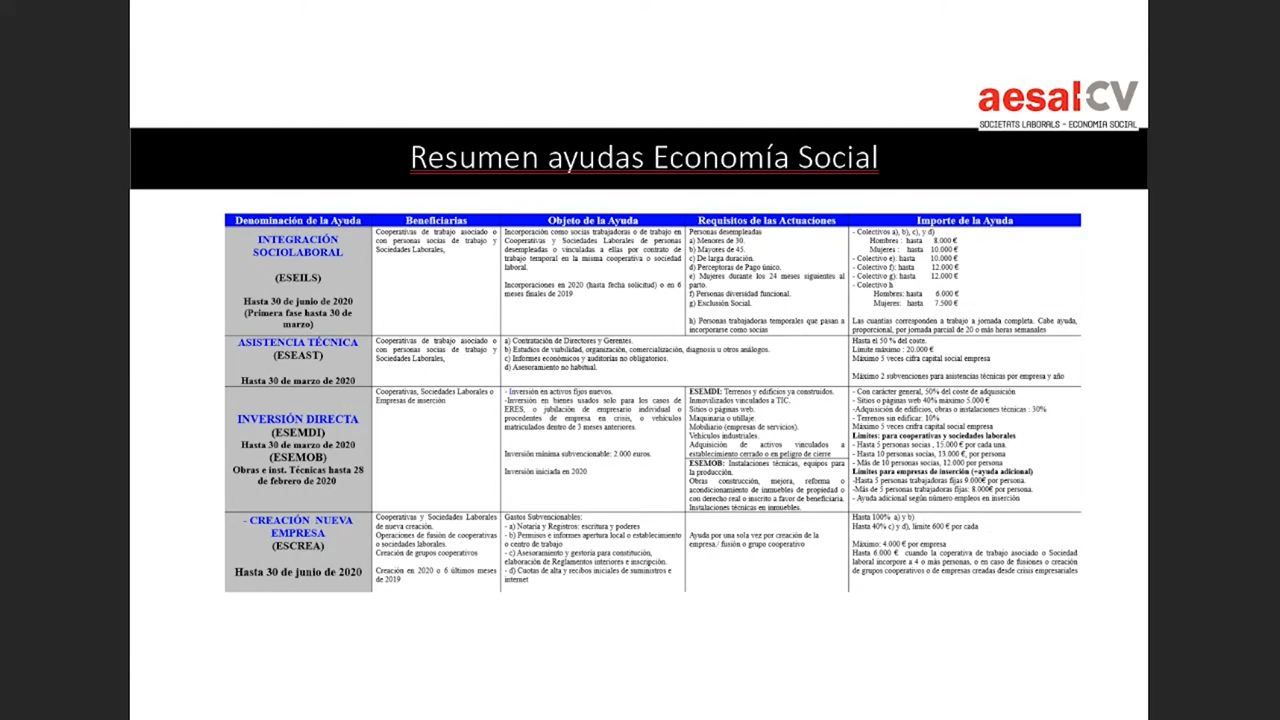 aesal-CV
SOCIETATS LABORALS - ECONOMIA SOCIAL
Resumen ayudas Economía Social
Denominación de la Ayuda
Beneficiarias
Objeto de la Ayuda
Requisitos de las Actuaciones
Importe de la Ayuda
INTEGRACIÓN
SOCIOLABORAL
(ESEILS)
Hasta 30 de junio de 2020
(Primera fase hasta 30 de
marzo)
Cooperativas de trabajo asociado o
con personas socias de trabajo y
Sociedades Laborales,
Incorporación como socias trabajadoras o de trabajo en
Cooperativas y Sociedades Laborales de personas
desempleadas o vinculadas a ellas por contrato de
trabajo temporal en la misma cooperativa o sociedad
laboral.
Incorporaciones en 2020 (hasta fecha solicitud) o en 6
meses finales de 2019
Personas desempleadas
a) Menores de 30.
b) Mayores de 45.
c) De larga duración.
d) Perceptoras de Pago único.
e) Mujeres durante los 24 meses siguientes al
parto.
f) Personas diversidad funcional.
g) Exclusión Social.
h) Personas trabajadoras temporales que pasan a
incorporarse como socias
- Colectivos a), b), c), y d)
Hombres : hasta 8.000 €
Mujeres : hasta 10.000 €
- Colectivo e): hasta 10.000 €
- Colectivo f): hasta 12.000 €
- Colectivo g): hasta 12.000 €
- Colectivo h
Hombres: hasta 6.000 €
Mujeres: hasta 7.500 €
Las cuantías corresponden a trabajo a jornada completa. Cabe ayuda,
proporcional, por jornada parcial de 20 o más horas semanales
ASISTENCIA TÉCNICA
(ESEAST)
Hasta 30 de marzo de 2020
Cooperativas de trabajo asociado o
con personas socias de trabajo y
Sociedades Laborales,
a) Contratación de Directores y Gerentes.
b) Estudios de viabilidad, organización, comercialización, diagnosis u otros análogos.
c) Informes económicos y auditorías no obligatorios.
d) Asesoramiento no habitual.
Hasta el 50 % del coste.
Límite máximo : 20.000 €
Máximo 5 veces cifra capital social empresa
Máximo 2 subvenciones para asistencias técnicas por empresa y año
INVERSIÓN DIRECTA
(ESEMDI)
Hasta 30 de marzo de 2020
(ESEMOB)
Obras e inst. Técnicas hasta 28
de febrero de 2020
Cooperativas, Sociedades Laborales o
Empresas de inserción
- Inversión en activos fijos nuevos.
-Inversión en bienes usados solo para los casos de
ERES, o jubilación de empresario individual o
procedentes de empresa en crisis, o vehículos
matriculados dentro de 3 meses anteriores.
Inversión mínima subvencionable: 2.000 euros.
Inversión iniciada en 2020
ESEMDI: Terrenos y edificios ya construidos.
Inmovilizados vinculados a TIC.
Sitios o páginas web.
Maquinaria o utillaje.
Mobiliario (empresas de servicios).
Vehículos industriales.
Adquisición de activos vinculados a
establecimiento cerrado o en peligro de cierre
ESEMOB: Instalaciones técnicas, equipos para
la producción.
Obras construcción, mejora, reforma o
acondicionamiento de inmuebles de propiedad o
con derecho real o inscrito a favor de beneficiaria.
Instalaciones técnicas en inmuebles.
- Con carácter general, 50% del coste de adquisición
- Sitios o páginas web 40% máximo 5.000 €
-Adquisición de edificios, obras o instalaciones técnicas : 30%
- Terrenos sin edificar: 10%
Máximo 5 veces crifra capital social empresa
Límites: para cooperativas y sociedades laborales
- Hasta 5 personas socias , 15.000 € por cada una.
- Hasta 10 personas socias, 13.000 €, por persona
- Más de 10 personas socias, 12.000 por persona
Límites para empresas de inserción (+ayuda adicional)
-Hasta 5 personas trabajadoras fijas 9.000€ por persona.
-Más de 5 personas trabajadoras fijas: 8.000€ por persona.
- Ayuda adicional según número empleos en inserción
- CREACIÓN NUEVA
EMPRESA
(ESCREA)
Hasta 30 de junio de 2020
Cooperativas y Sociedades Laborales
de nueva creación.
Operaciones de fusión de cooperativas
o sociedades laborales.
Creación de grupos cooperativos
Creación en 2020 o 6 últimos meses
de 2019
Gastos Subvencionables:
- a) Notaría y Registros: escritura y poderes
- b) Permisos e informes apertura local o establecimiento
o centro de trabajo
- c) Asesoramiento y gestoría para constitución,
elaboración de Reglamentos interiores e inscripción.
- d) Cuotas de alta y recibos iniciales de suministros e
internet
Ayuda por una sola vez por creación de la
empresa / fusión o grupo cooperativo
Hasta 100% a) y b)
Hasta 40% c) y d), límite 600 € por cada
Máximo: 4.000 € por empresa
Hasta 6.000 € cuando la coperativa de trabajo asociado o Sociedad
laboral incorpore a 4 o más personas, o en caso de fusiones o creación
de grupos cooperativos o de empresas creadas desde crisis empresariales